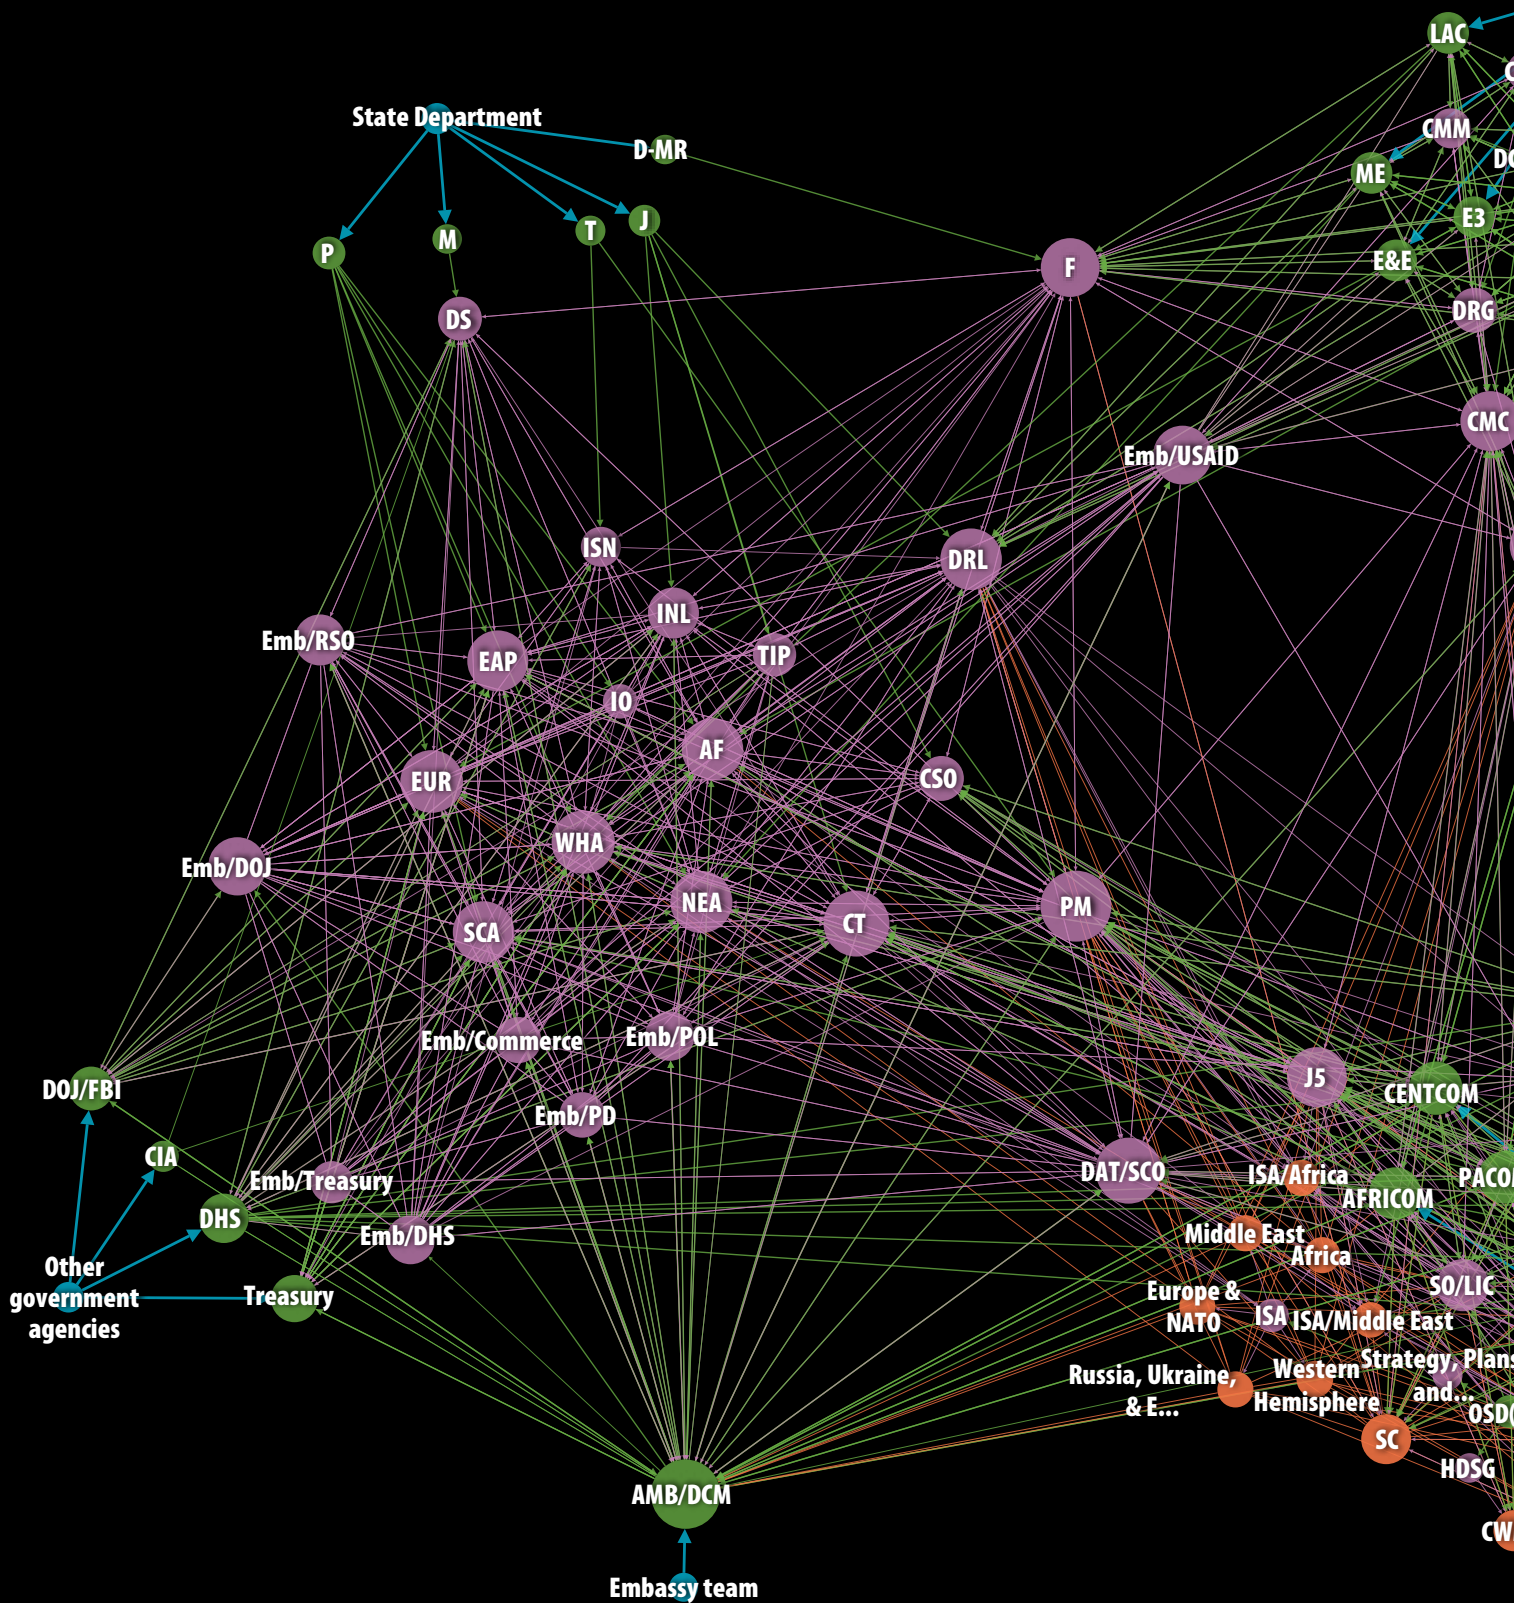 LAC
State Department
CMM
D-MR
ME
T
J
E3
P
M
E&E
F
DRG
DS
CMC
Emb/USAID
ISN
DRL
INL
Emb/RSO
EAP
TIP
IO
AF
EUR
CSO
WHA
Emb/DOJ
NEA
PM
SCA
CT
Emb/Commerce
Emb/POL
J5
DOJ/FBI
CENTCOM
Emb/PD
CIA
DAT/SCO
ISA/Africa
Emb/Treasury
AFRICOM
DHS
Emb/DHS
Middle East
Africa
Other
government
agencies
Treasury
SO/LIC
Europe &
NATO
ISA
ISA/Middle East
Russia, Ukraine,
& E...
Western
Hemisphere
Strategy, Plans
and...
SC
HDSG
AMB/DCM
Embassy team